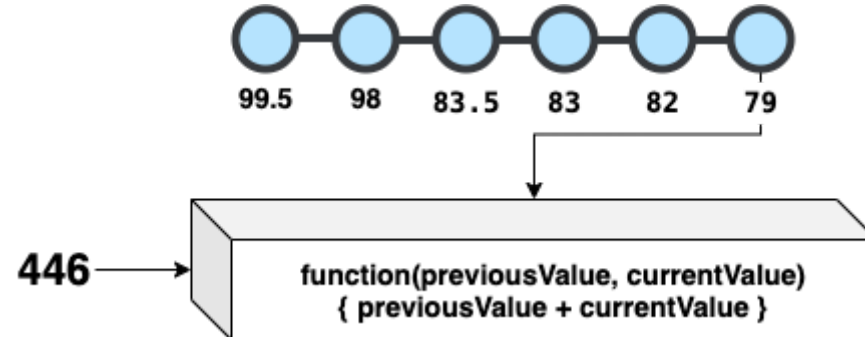 99.5 98 83.5 83 82 79
446
function(previousValue, currentValue)
{ previousValue + currentValue }